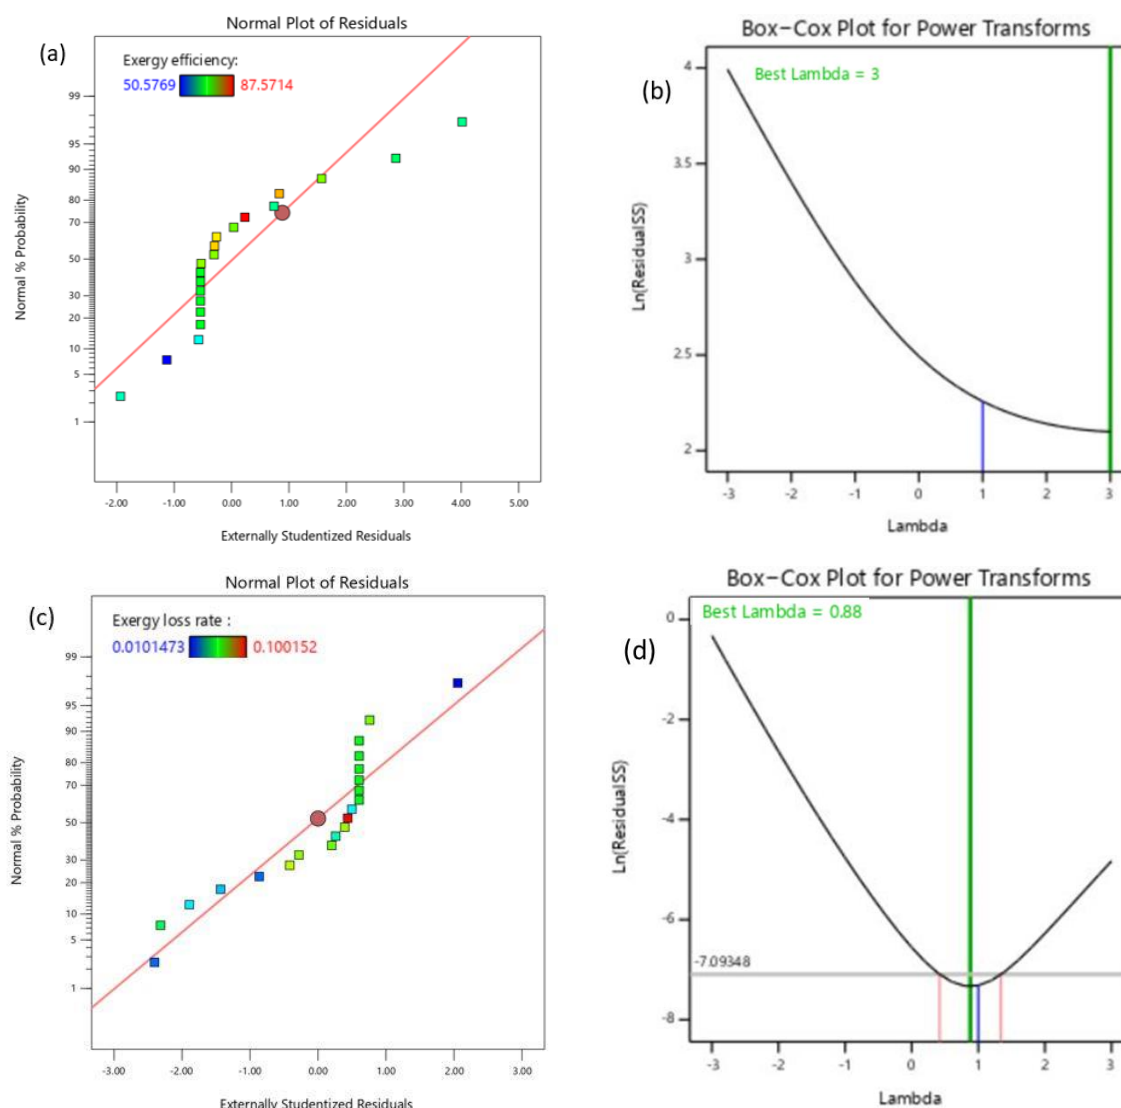 (a)
Normal Plot of Residuals
Exergy efficiency:
50.5769 87.5714
Normal % Probability
99
95
90
80
70
50
30
20
10
5
1
-2.00 -1.00 0.00 1.00 2.00 3.00 4.00 5.00
Externally Studentized Residuals
(b)
Box-Cox Plot for Power Transforms
Best Lambda = 3
Ln(ResidualSS)
4
3.5
3
2.5
2
-3 -2 -1 0 1 2 3
Lambda
(c)
Normal Plot of Residuals
Exergy loss rate :
0.0101473 0.100152
Normal % Probability
99
95
90
80
70
50
30
20
10
5
1
-3.00 -2.00 -1.00 0.00 1.00 2.00 3.00
Externally Studentized Residuals
(d)
Box-Cox Plot for Power Transforms
Best Lambda = 0.88
Ln(ResidualSS)
0
-2
-4
-6
-7.09348
-8
-3 -2 -1 0 1 2 3
Lambda